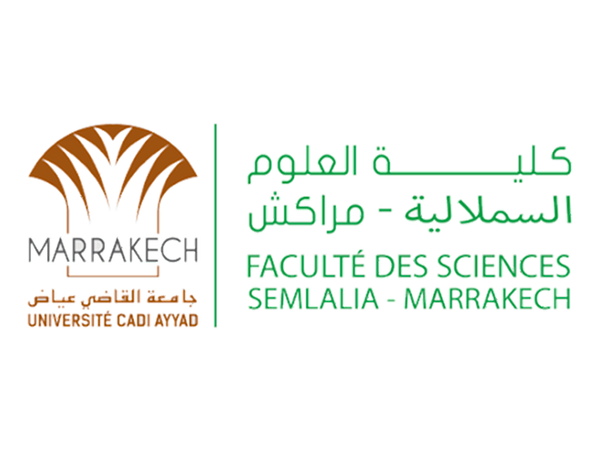 MARRAKECH
جامعة القاضي عياض
UNIVERSITÉ CADI AYYAD
كلية العلوم
السملالية - مراكش
FACULTÉ DES SCIENCES
SEMLALIA - MARRAKECH